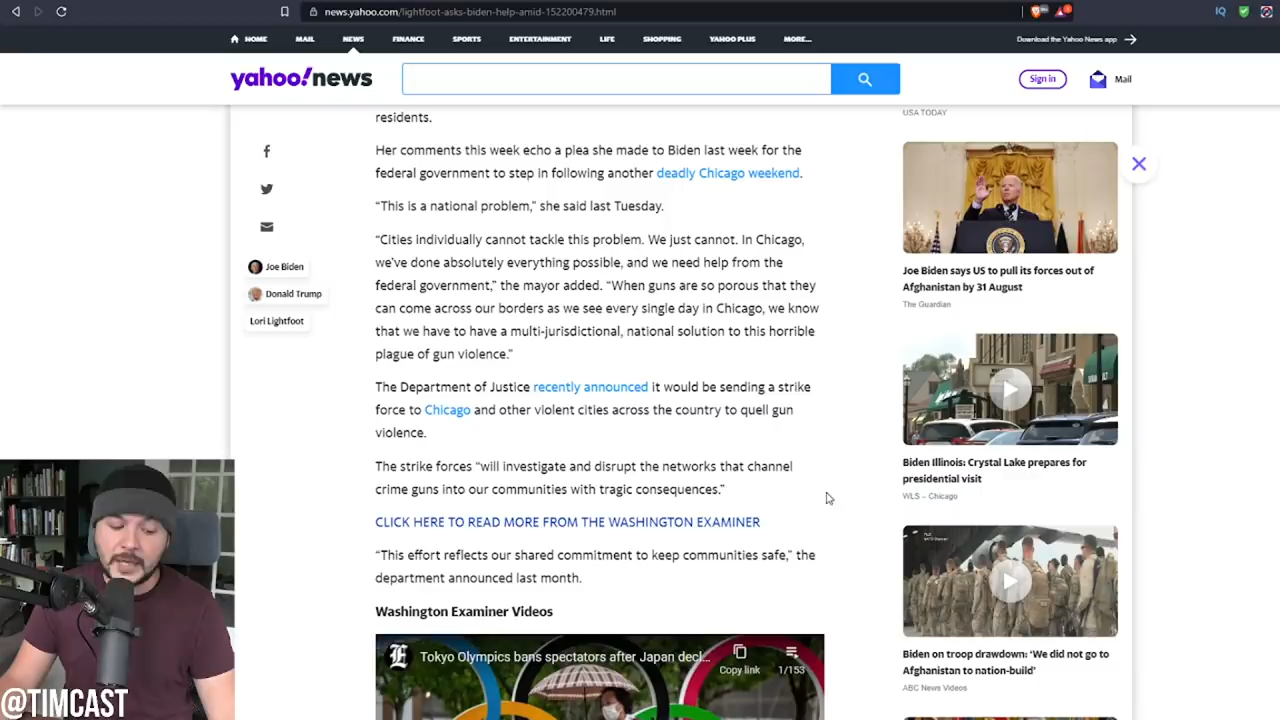 news.yahoo.com/lightfoot-asks-biden-help-amid-152200479.html
HOME MAIL NEWS FINANCE SPORTS ENTERTAINMENT LIFE SHOPPING YAHOO PLUS MORE... Download the Yahoo News app
yahoo!news
Sign in
Mail
residents.
Her comments this week echo a plea she made to Biden last week for the
federal government to step in following another deadly Chicago weekend.
“This is a national problem,” she said last Tuesday.
“Cities individually cannot tackle this problem. We just cannot. In Chicago,
we’ve done absolutely everything possible, and we need help from the
federal government,” the mayor added. “When guns are so porous that they
can come across our borders as we see every single day in Chicago, we know
that we have to have a multi-jurisdictional, national solution to this horrible
plague of gun violence.”
The Department of Justice recently announced it would be sending a strike
force to Chicago and other violent cities across the country to quell gun
violence.
The strike forces “will investigate and disrupt the networks that channel
crime guns into our communities with tragic consequences.”
CLICK HERE TO READ MORE FROM THE WASHINGTON EXAMINER
“This effort reflects our shared commitment to keep communities safe,” the
department announced last month.
Washington Examiner Videos
Tokyo Olympics bans spectators after Japan decl...
Copy link
1/153
Joe Biden
Donald Trump
Lori Lightfoot
USA TODAY
Joe Biden says US to pull its forces out of
Afghanistan by 31 August
The Guardian
Biden Illinois: Crystal Lake prepares for
presidential visit
WLS – Chicago
Biden on troop drawdown: ‘We did not go to
Afghanistan to nation-build’
ABC News Videos
@TIMCAST